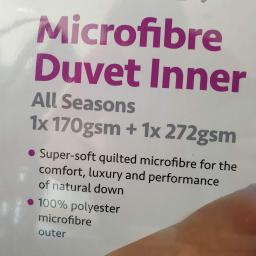 Microfibre
Duvet Inner
All Seasons
1x 170gsm + 1x 272gsm
• Super-soft quilted microfibre for the
comfort, luxury and performance
of natural down
• 100% polyester
microfibre
outer